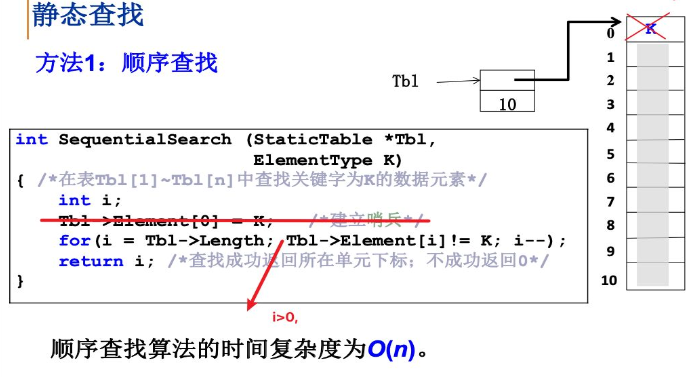 静态查找
方法1：顺序查找
Tbl
10
K
0
1
2
3
4
5
6
7
8
9
10
int SequentialSearch (StaticTable *Tbl,
ElementType K)
{ /*在表Tbl[1]~Tbl[n]中查找关键字为K的数据元素*/
int i;
Tbl->Element[0] = K; /*建立哨兵*/
for(i = Tbl->Length; Tbl->Element[i]!= K; i--);
return i; /*查找成功返回所在单元下标；不成功返回0*/
}
i>0,
顺序查找算法的时间复杂度为O(n)。